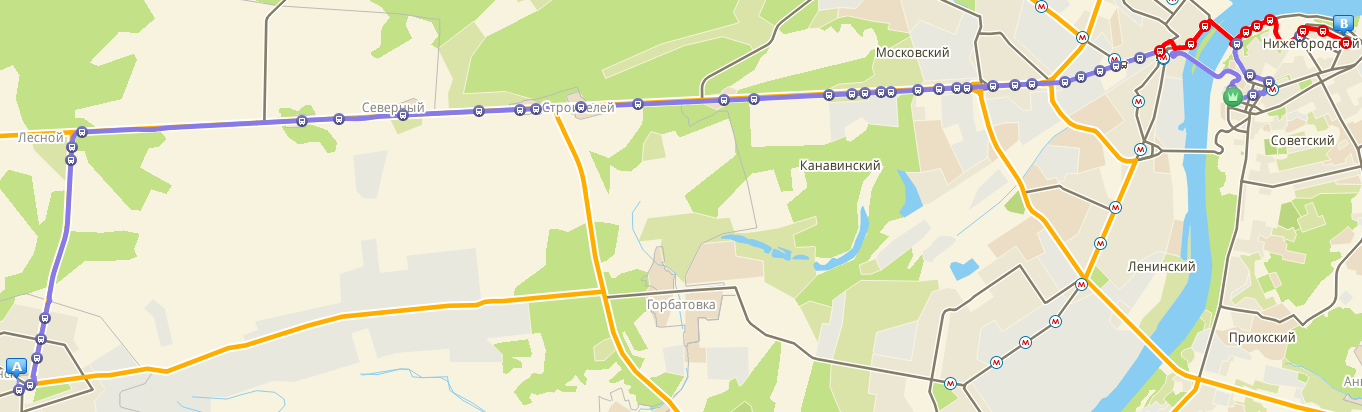 Московский
Нижегородский
B
Северный
Строителей
Лесной
Советский
Канавинский
Ленинский
Горбатовка
Приокский
A